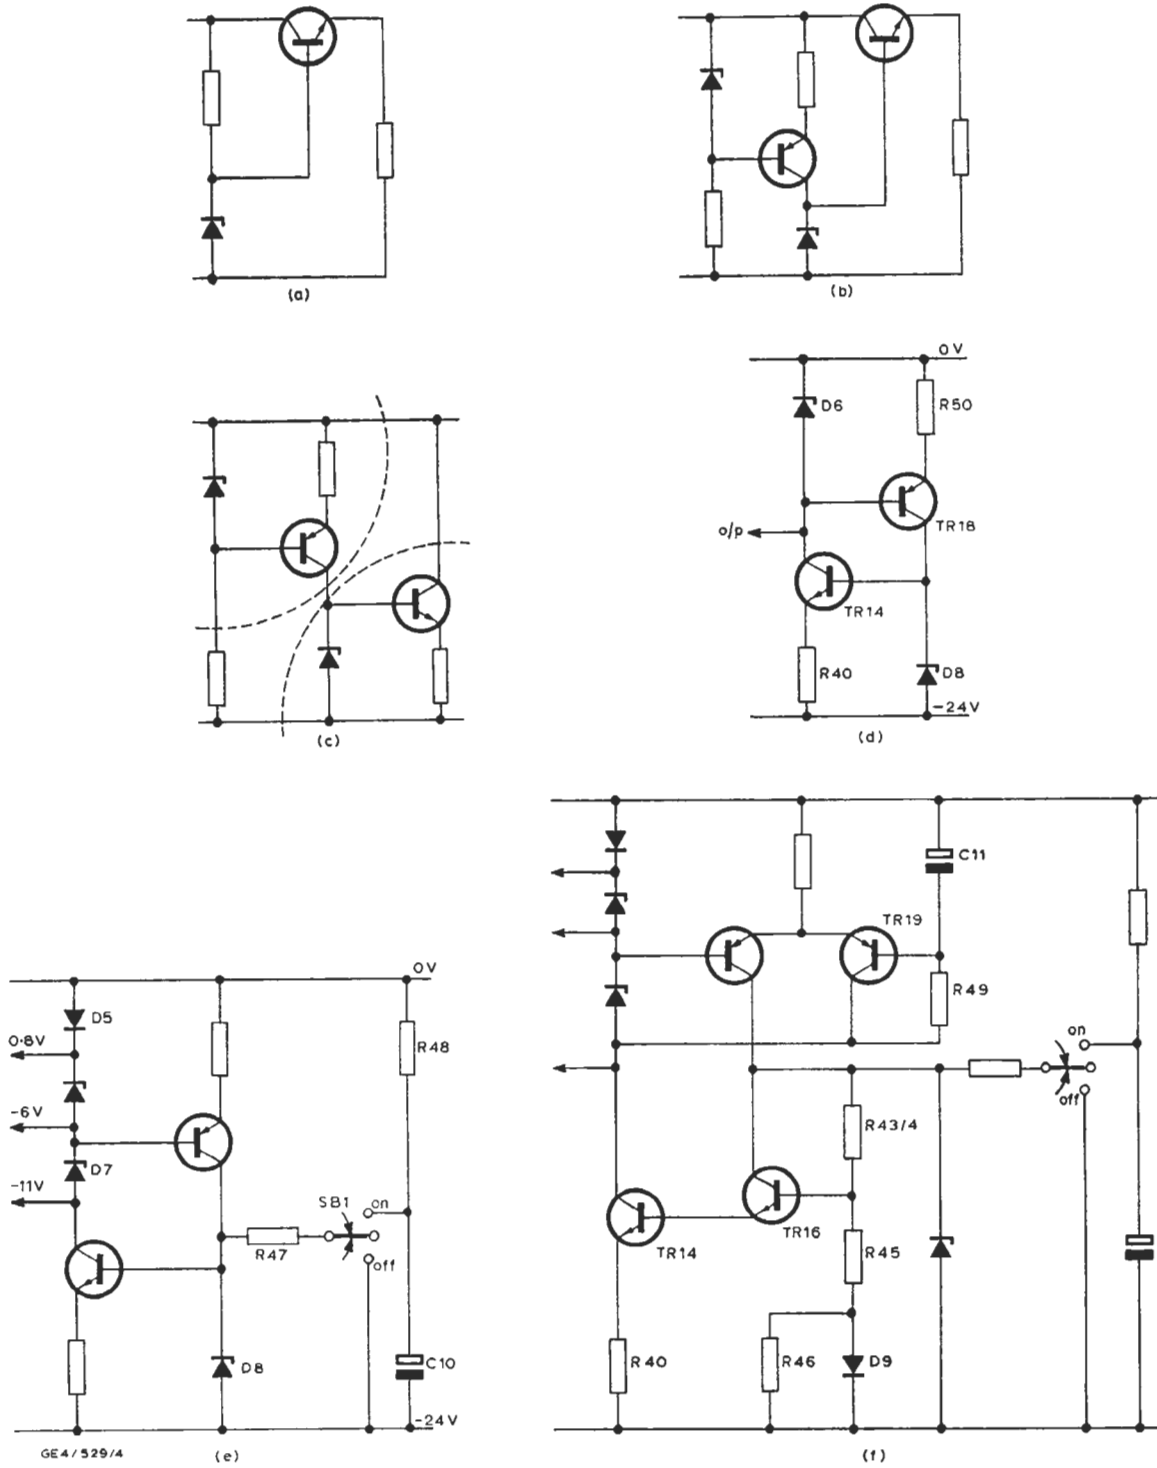 (a)
(b)
(c)
0V
D6
R50
o/p
TR18
TR14
R40
D8
-24V
(d)
0V
D5
0·8V
R48
-6V
D7
-11V
SB1
on
R47
off
D8
C10
-24V
GE4/529/4
(e)
C11
TR19
R49
on
off
R43/4
TR16
TR14
R45
R40
R46
D9
(f)